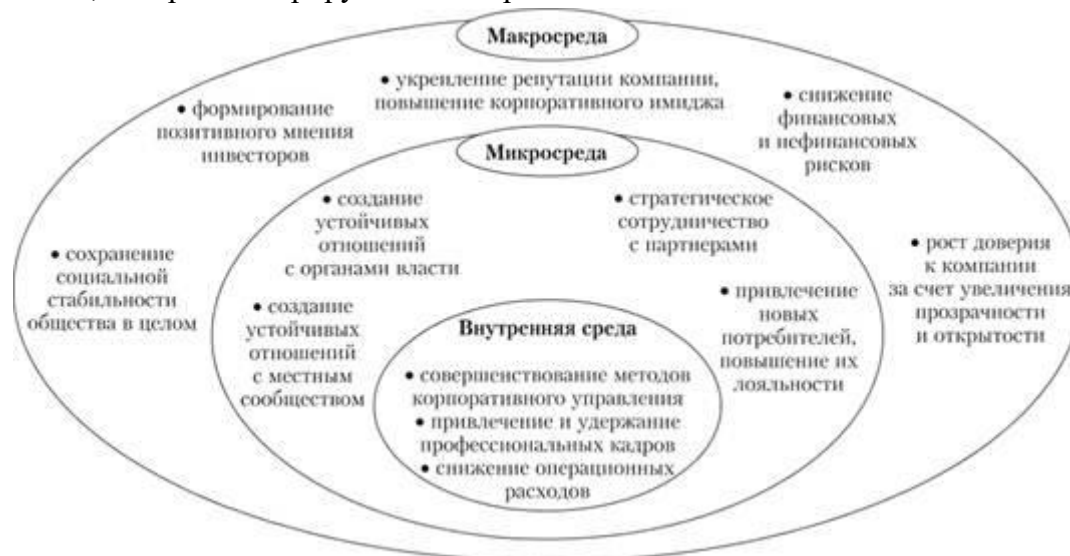 Макросреда
• укрепление репутации компании,
повышение корпоративного имиджа
• формирование
позитивного мнения
инвесторов
• снижение
финансовых
и нефинансовых
рисков
• сохранение
социальной
стабильности
общества в целом
• рост доверия
к компании
за счет увеличения
прозрачности
и открытости
Микросреда
• создание
устойчивых
отношений
с органами власти
• стратегическое
сотрудничество
с партнерами
• создание
устойчивых
отношений
с местным
сообществом
• привлечение
новых
потребителей,
повышение их
лояльности
Внутренняя среда
• совершенствование методов
корпоративного управления
• привлечение и удержание
профессиональных кадров
• снижение операционных
расходов